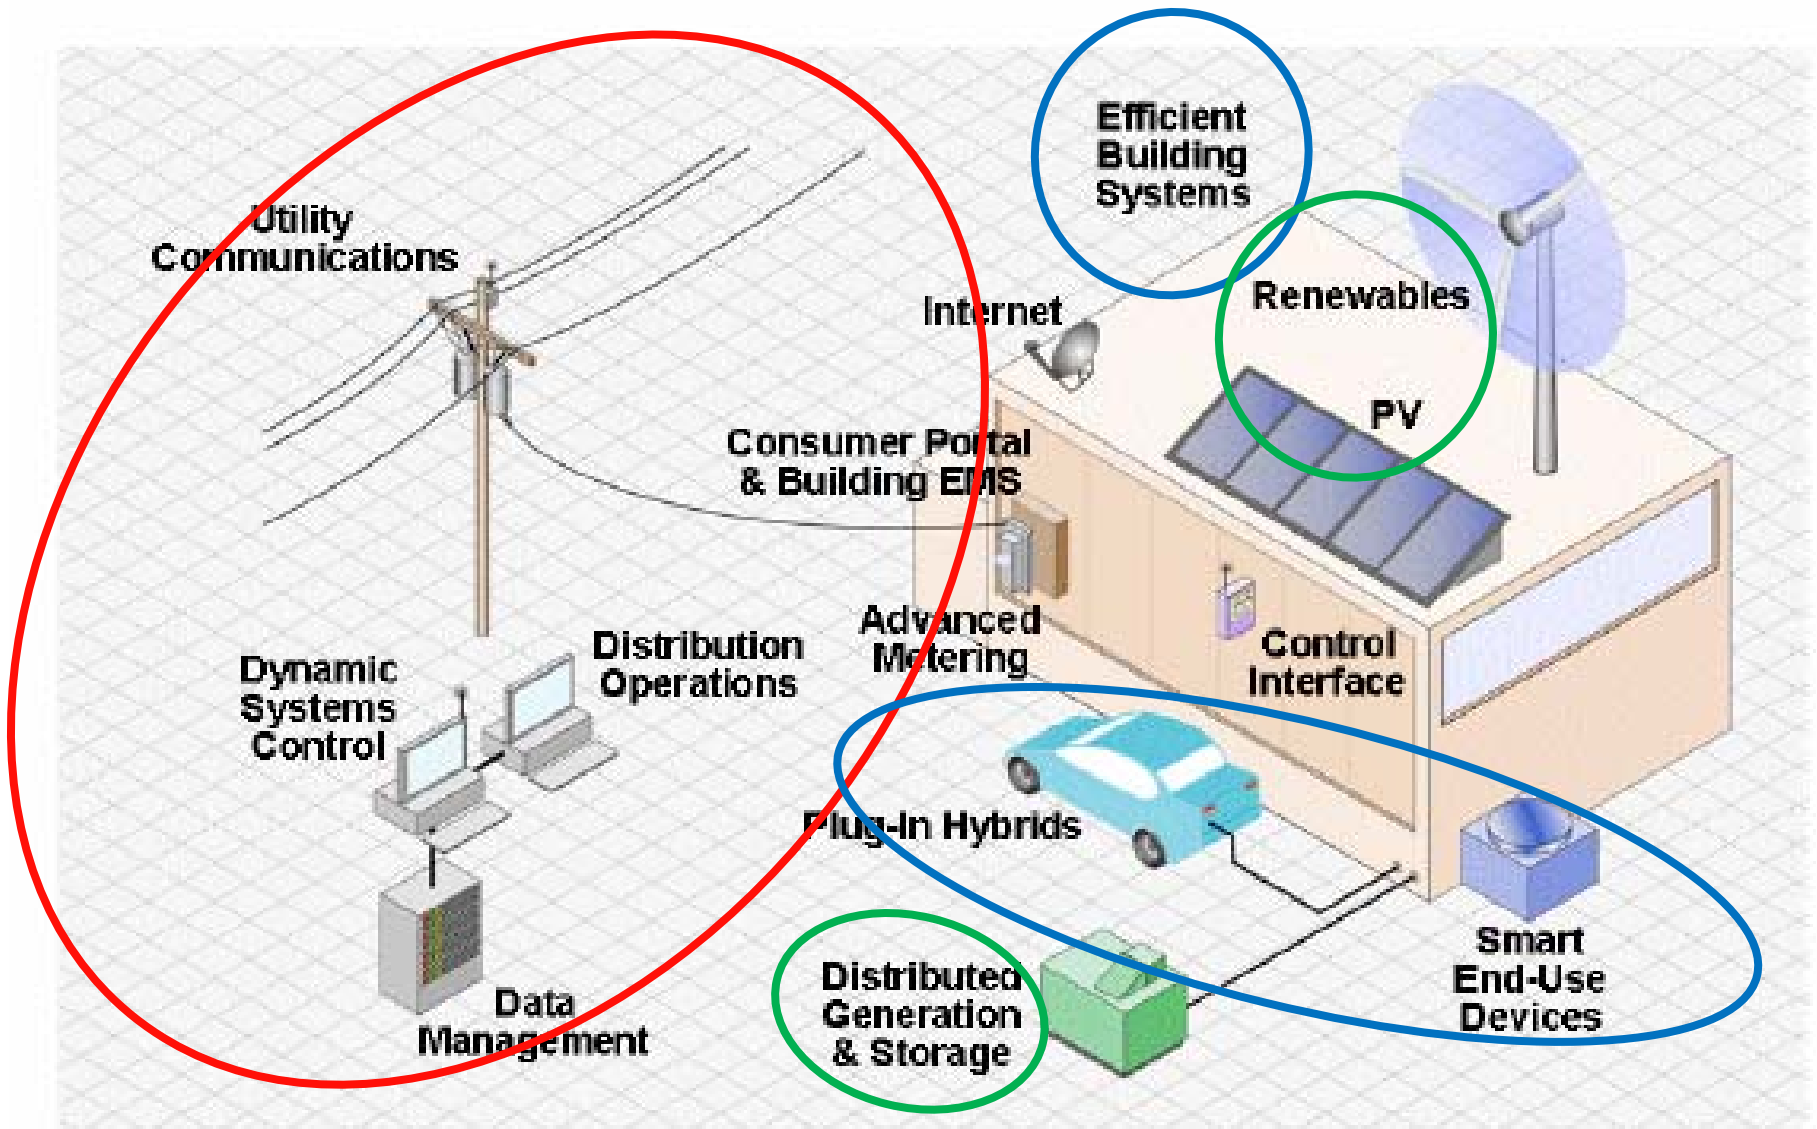 Efficient
Building
Systems
Utility
Communications
Internet
Renewables
PV
Consumer Portal
& Building EMS
Advanced
Metering
Control
Interface
Distribution
Operations
Dynamic
Systems
Control
Plug-In Hybrids
Smart
End-Use
Devices
Distributed
Generation
& Storage
Data
Management